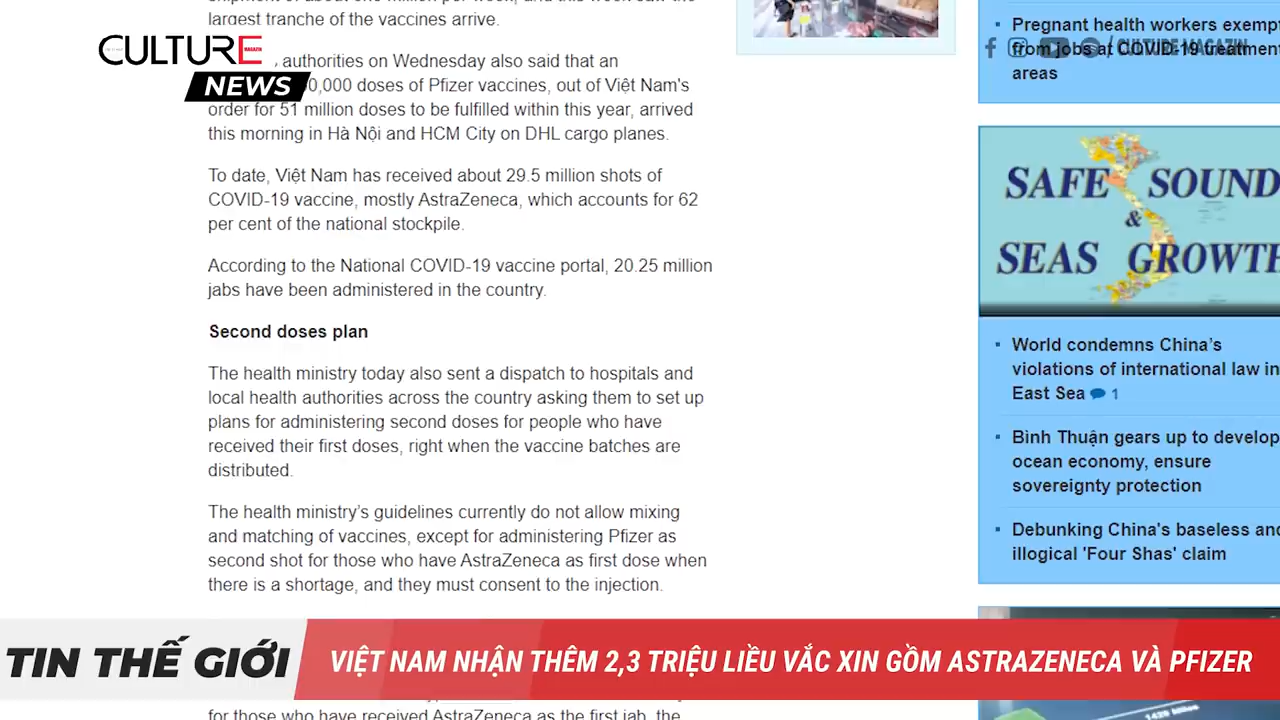 largest tranche of the vaccines arrive.
CULTURE
MAGAZIN
NEWS
authorities on Wednesday also said that an
0,000 doses of Pfizer vaccines, out of Việt Nam's
order for 51 million doses to be fulfilled within this year, arrived
this morning in Hà Nội and HCM City on DHL cargo planes.
To date, Việt Nam has received about 29.5 million shots of
COVID-19 vaccine, mostly AstraZeneca, which accounts for 62
per cent of the national stockpile.
According to the National COVID-19 vaccine portal, 20.25 million
jabs have been administered in the country.
Second doses plan
The health ministry today also sent a dispatch to hospitals and
local health authorities across the country asking them to set up
plans for administering second doses for people who have
received their first doses, right when the vaccine batches are
distributed.
The health ministry's guidelines currently do not allow mixing
and matching of vaccines, except for administering Pfizer as
second shot for those who have AstraZeneca as first dose when
there is a shortage, and they must consent to the injection.
for those who have received AstraZeneca as the first jab, the
Pregnant health workers exemp
from jobs at COVID-19 treatment
areas
/ CULTURE MAGAZIN
SAFE SOUND
&
SEAS GROWTH
World condemns China's
violations of international law in
East Sea 1
Bình Thuận gears up to develop
ocean economy, ensure
sovereignty protection
Debunking China's baseless and
illogical 'Four Shas' claim
TIN THẾ GIỚI
VIỆT NAM NHẬN THÊM 2,3 TRIỆU LIỀU VẮC XIN GỒM ASTRAZENECA VÀ PFIZER